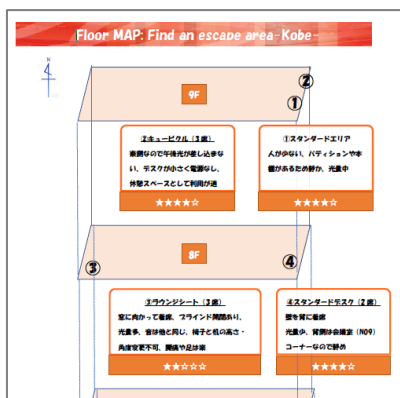 Floor MAP: Find an escape area-Kobe-
N
②
9F
①
②キュービクル（3席）
東側なので午後光が差し込まな
い、デスクが小さく電源なし、
休憩スペースとして利用が適
★★★★☆
①スタンダードエリア
人が少ない、パティションや本
棚があるため静か、光量中
★★★★☆
8F
③
④
③ラウンジシート（3席）
窓に向かって着席、ブラインド開閉あり、
光量多、音は他と同じ、椅子と机の高さ・
角度変更不可、腰痛や足は楽
★★☆☆☆
④スタンダードデスク（2席）
壁を背に着席
光量少、背側は会議室（N09）
コーナーなので静め
★★★★☆